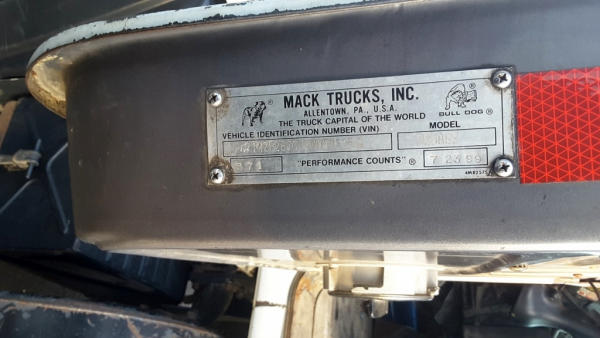 MACK TRUCKS, INC.
ALLENTOWN, PA., U.S.A.
THE TRUCK CAPITAL OF THE WORLD
BULL DOG ®
VEHICLE IDENTIFICATION NUMBER (VIN)
MODEL
"PERFORMANCE COUNTS" ®